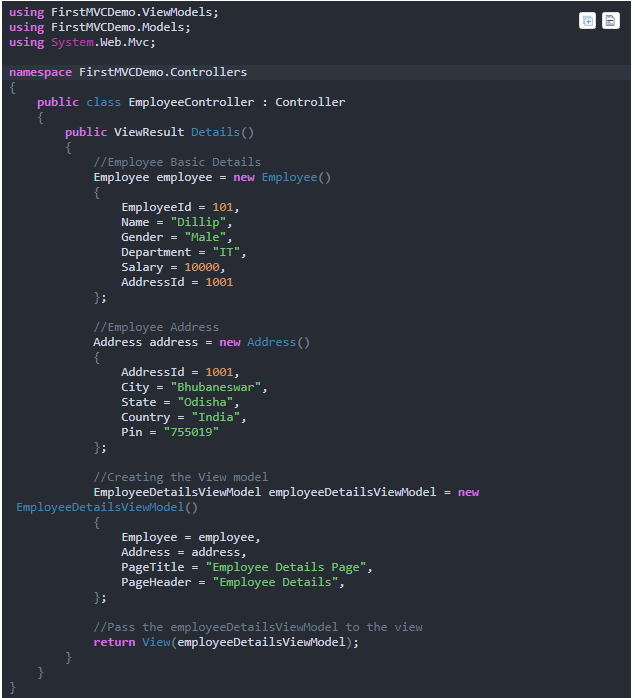 using FirstMVCDemo.ViewModels;
using FirstMVCDemo.Models;
using System.Web.Mvc;
namespace FirstMVCDemo.Controllers
{
public class EmployeeController : Controller
{
public ViewResult Details()
{
//Employee Basic Details
Employee employee = new Employee()
{
EmployeeId = 101,
Name = "Dillip",
Gender = "Male",
Department = "IT",
Salary = 10000,
AddressId = 1001
};
//Employee Address
Address address = new Address()
{
AddressId = 1001,
City = "Bhubaneswar",
State = "Odisha",
Country = "India",
Pin = "755019"
};
//Creating the View model
EmployeeDetailsViewModel employeeDetailsViewModel = new
EmployeeDetailsViewModel()
{
Employee = employee,
Address = address,
PageTitle = "Employee Details Page",
PageHeader = "Employee Details",
};
//Pass the employeeDetailsViewModel to the view
return View(employeeDetailsViewModel);
}
}
}